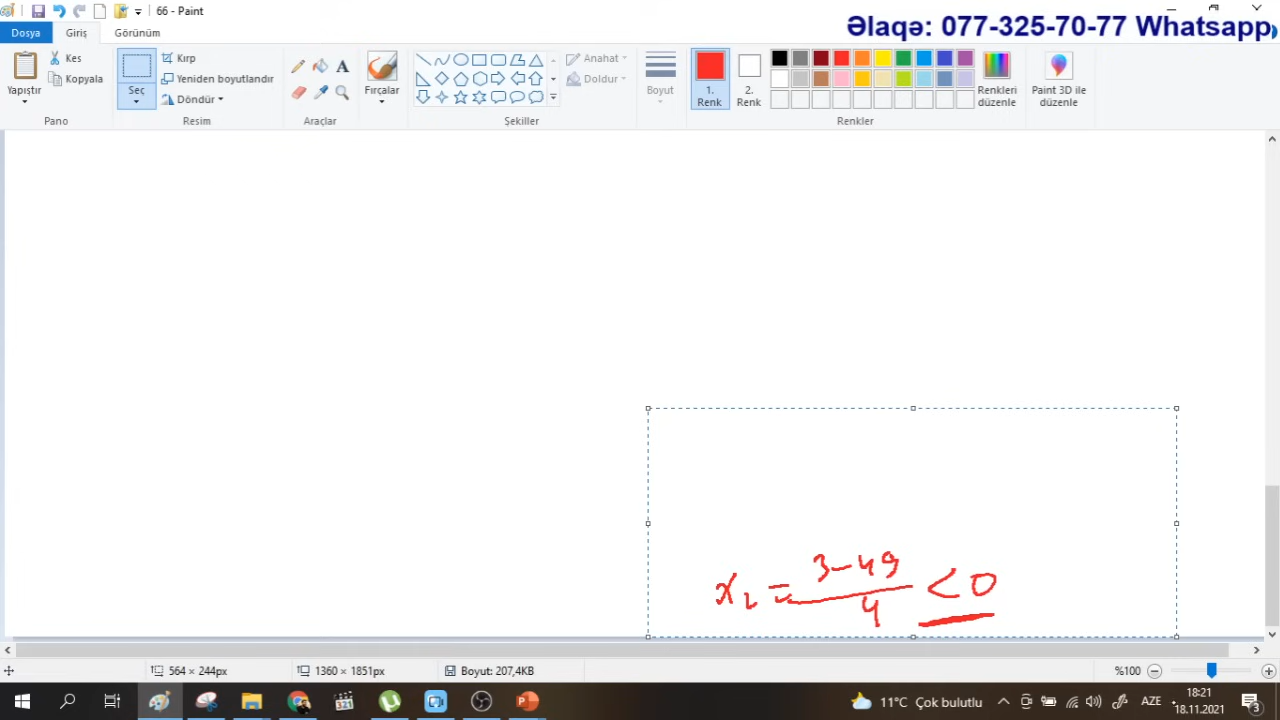 66 - Paint
Əlaqə: 077-325-70-77 Whatsapp
Dosya Giriş Görünüm
Yapıştır
Kes
Kopyala
Pano
Seç
Kırp
Yeniden boyutlandır
Döndür
Resim
A
Araçlar
Fırçalar
Anahat
Doldur
Şekiller
Boyut
1. Renk
2. Renk
Renkleri düzenle
Paint 3D ile düzenle
Renkler
x₂ = (3-49)/4 < 0
564 × 244px 1360 × 1851px Boyut: 207,4KB %100
11°C Çok bulutlu AZE 18:21
18.11.2021 3